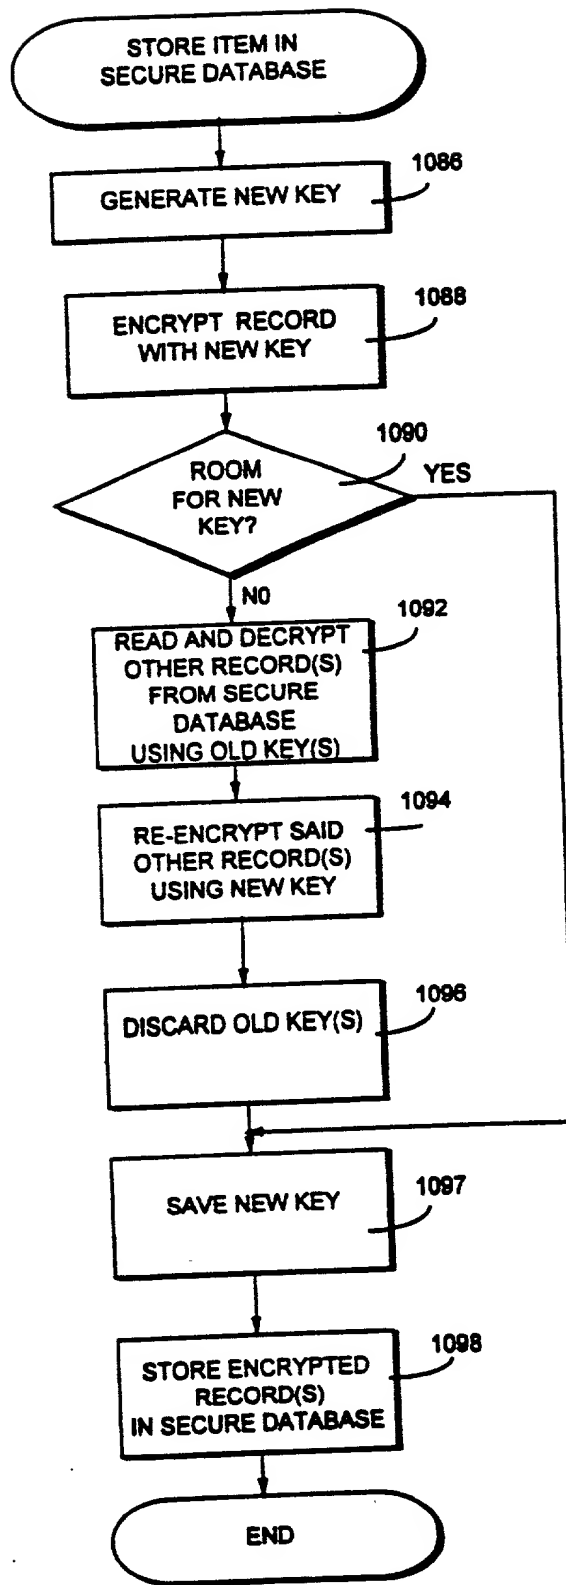 STORE ITEM IN
SECURE DATABASE
1086
GENERATE NEW KEY
1088
ENCRYPT RECORD
WITH NEW KEY
1090
ROOM
FOR NEW
KEY?
YES
NO
1092
READ AND DECRYPT
OTHER RECORD(S)
FROM SECURE
DATABASE
USING OLD KEY(S)
1094
RE-ENCRYPT SAID
OTHER RECORD(S)
USING NEW KEY
1096
DISCARD OLD KEY(S)
SAVE NEW KEY
1097
1098
STORE ENCRYPTED
RECORD(S)
IN SECURE DATABASE
END